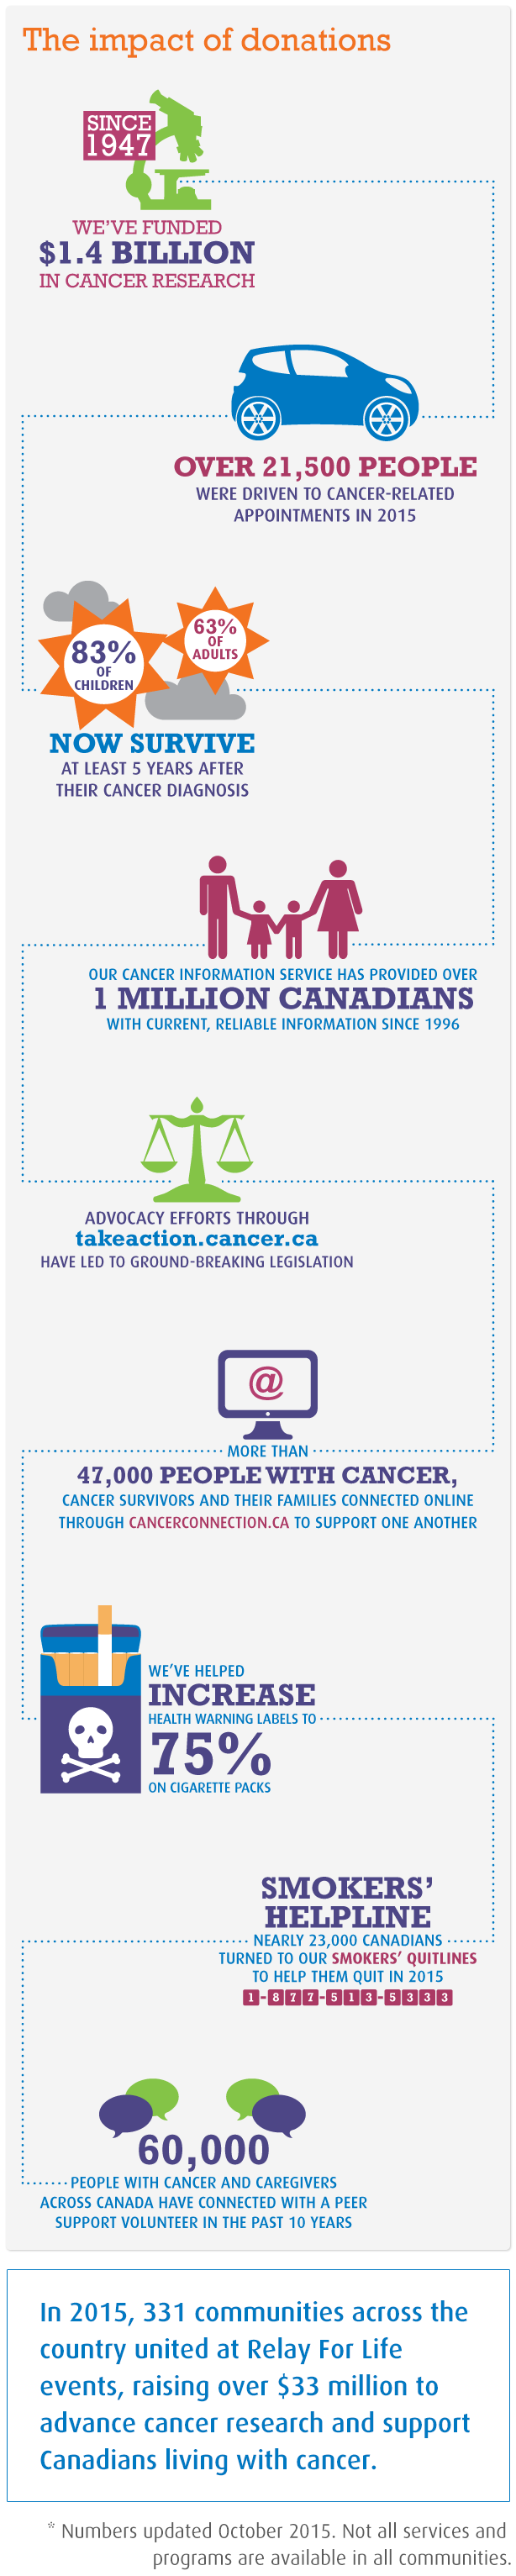 The impact of donations
SINCE
1947
WE'VE FUNDED
$1.4 BILLION
IN CANCER RESEARCH
OVER 21,500 PEOPLE
WERE DRIVEN TO CANCER-RELATED
APPOINTMENTS IN 2015
83%
OF
CHILDREN
63%
OF
ADULTS
NOW SURVIVE
AT LEAST 5 YEARS AFTER
THEIR CANCER DIAGNOSIS
OUR CANCER INFORMATION SERVICE HAS PROVIDED OVER
1 MILLION CANADIANS
WITH CURRENT, RELIABLE INFORMATION SINCE 1996
ADVOCACY EFFORTS THROUGH
takeaction.cancer.ca
HAVE LED TO GROUND-BREAKING LEGISLATION
@
MORE THAN
47,000 PEOPLE WITH CANCER,
CANCER SURVIVORS AND THEIR FAMILIES CONNECTED ONLINE
THROUGH CANCERCONNECTION.CA TO SUPPORT ONE ANOTHER
WE'VE HELPED
INCREASE
HEALTH WARNING LABELS TO
75%
ON CIGARETTE PACKS
SMOKERS'
HELPLINE
NEARLY 23,000 CANADIANS
TURNED TO OUR SMOKERS' QUITLINES
TO HELP THEM QUIT IN 2015
1-877-513-5333
60,000
PEOPLE WITH CANCER AND CAREGIVERS
ACROSS CANADA HAVE CONNECTED WITH A PEER
SUPPORT VOLUNTEER IN THE PAST 10 YEARS
In 2015, 331 communities across the
country united at Relay For Life
events, raising over $33 million to
advance cancer research and support
Canadians living with cancer.
* Numbers updated October 2015. Not all services and
programs are available in all communities.